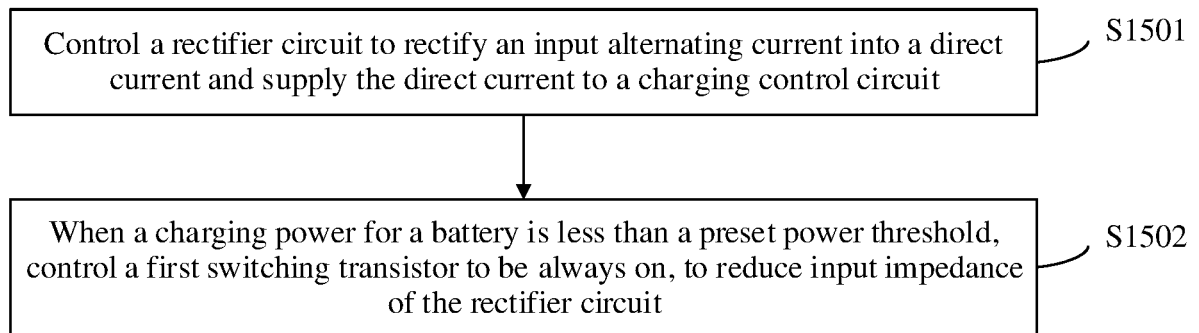 Control a rectifier circuit to rectify an input alternating current into a direct
current and supply the direct current to a charging control circuit
S1501
When a charging power for a battery is less than a preset power threshold,
control a first switching transistor to be always on, to reduce input impedance
of the rectifier circuit
S1502